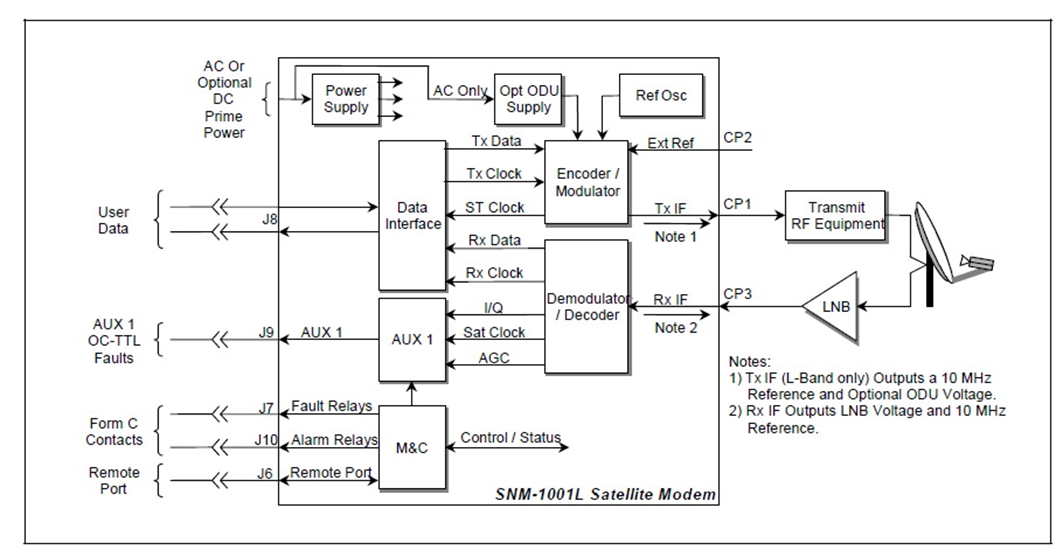 AC Or
Optional
DC
Prime
Power
Power
Supply
AC Only
Opt ODU
Supply
Ref Osc
Tx Data
Ext Ref
CP2
Tx Clock
Encoder /
Modulator
User
Data
J8
Data
Interface
ST Clock
Tx IF
CP1
Note 1
Transmit
RF Equipment
Rx Data
Rx Clock
Demodulator
/ Decoder
Rx IF
CP3
Note 2
LNB
AUX 1
OC-TTL
Faults
J9
AUX 1
AUX 1
I/Q
Sat Clock
AGC
Notes:
1) Tx IF (L-Band only) Outputs a 10 MHz
Reference and Optional ODU Voltage.
2) Rx IF Outputs LNB Voltage and 10 MHz
Reference.
Form C
Contacts
J7
Fault Relays
J10
Alarm Relays
M&C
Control / Status
Remote
Port
J6
Remote Port
SNM-1001L Satellite Modem